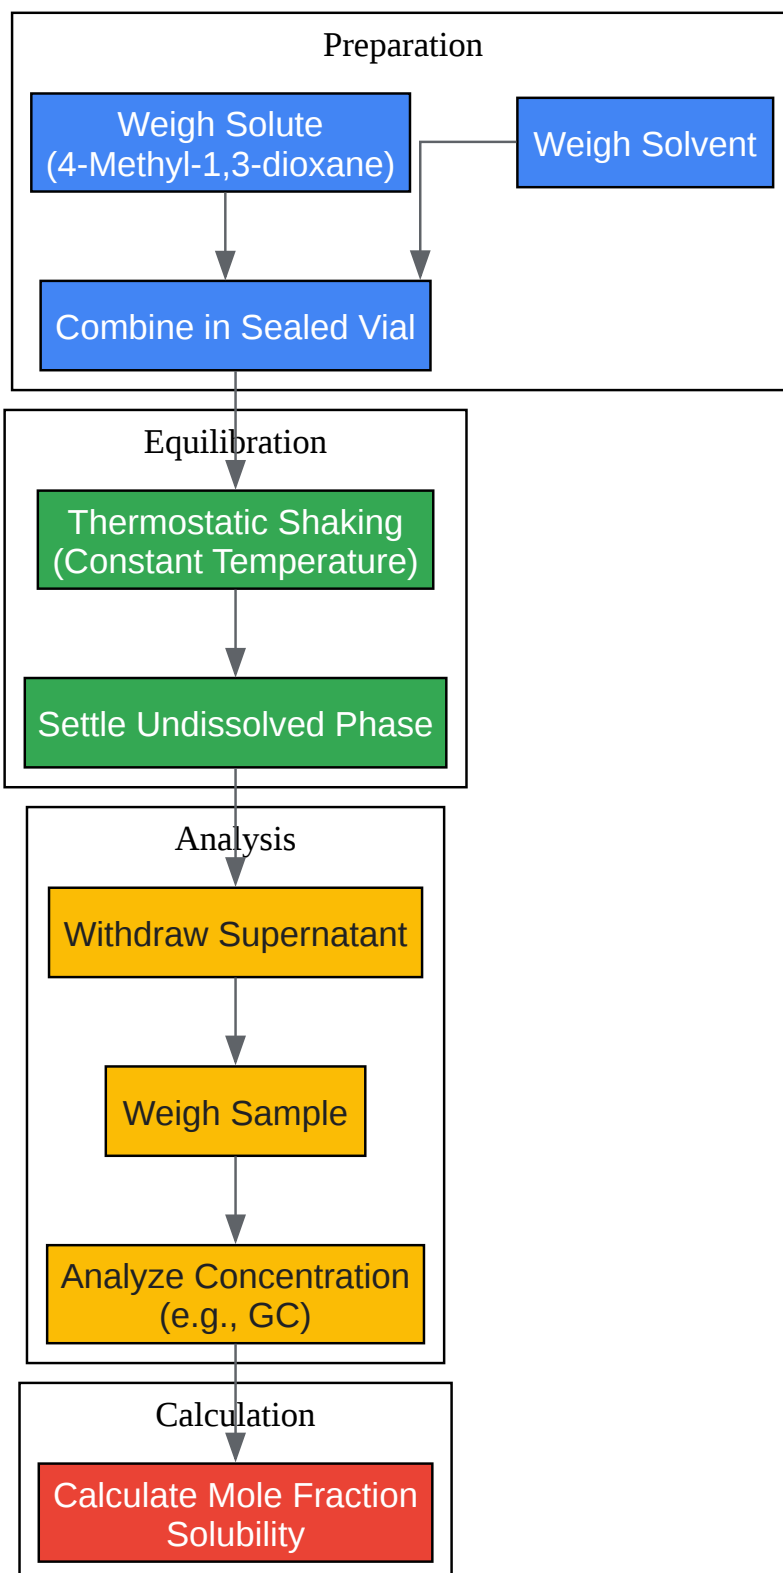 Preparation
Weigh Solute
(4-Methyl-1,3-dioxane)
Weigh Solvent
Combine in Sealed Vial
Equilibration
Thermostatic Shaking
(Constant Temperature)
Settle Undissolved Phase
Analysis
Withdraw Supernatant
Weigh Sample
Analyze Concentration
(e.g., GC)
Calculation
Calculate Mole Fraction
Solubility